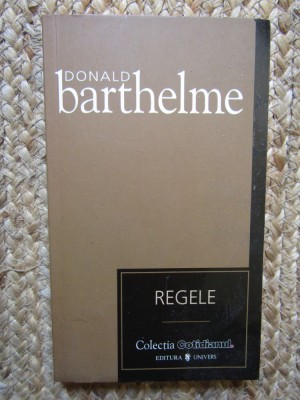 DONALD
barthelme
REGELE
Colecția Cotidianul.
EDITURA UNIVERS